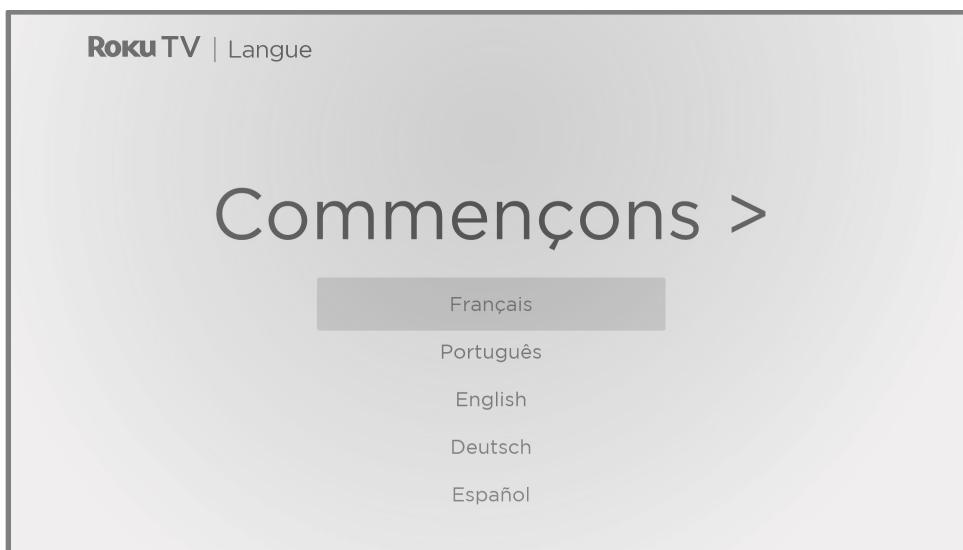 Roku TV | Langue
Commençons >
Français
Português
English
Deutsch
Español